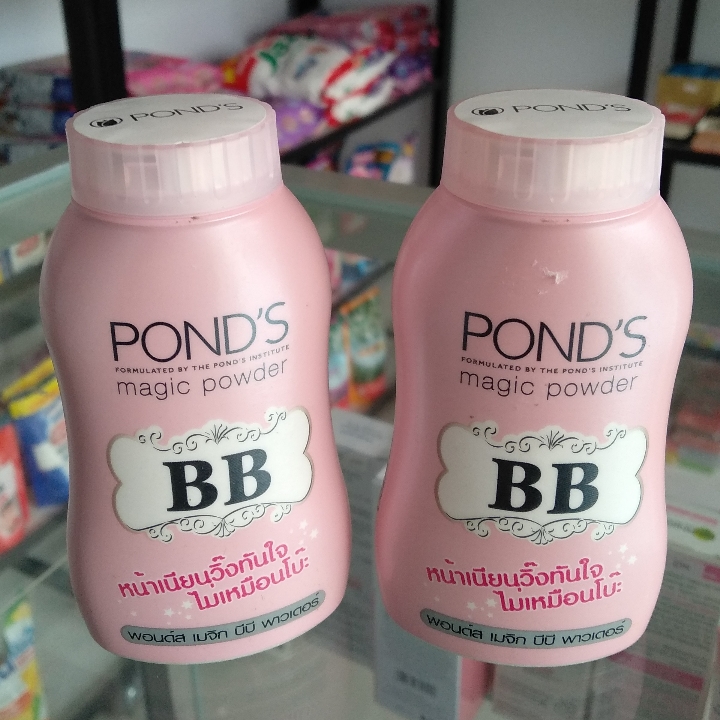 POND'S
POND'S
FORMULATED BY THE POND'S INSTITUTE
magic powder
BB
หน้าเนียนวิ๊งทันใจ
ไม่เหมือนโบ๊ะ
พอนด์ส เมจิก บีบี พาวเดอร์
POND'S
POND'S
FORMULATED BY THE POND'S INSTITUTE
magic powder
BB
หน้าเนียนวิ๊งทันใจ
ไม่เหมือนโบ๊ะ
พอนด์ส เมจิก บีบี พาวเดอร์